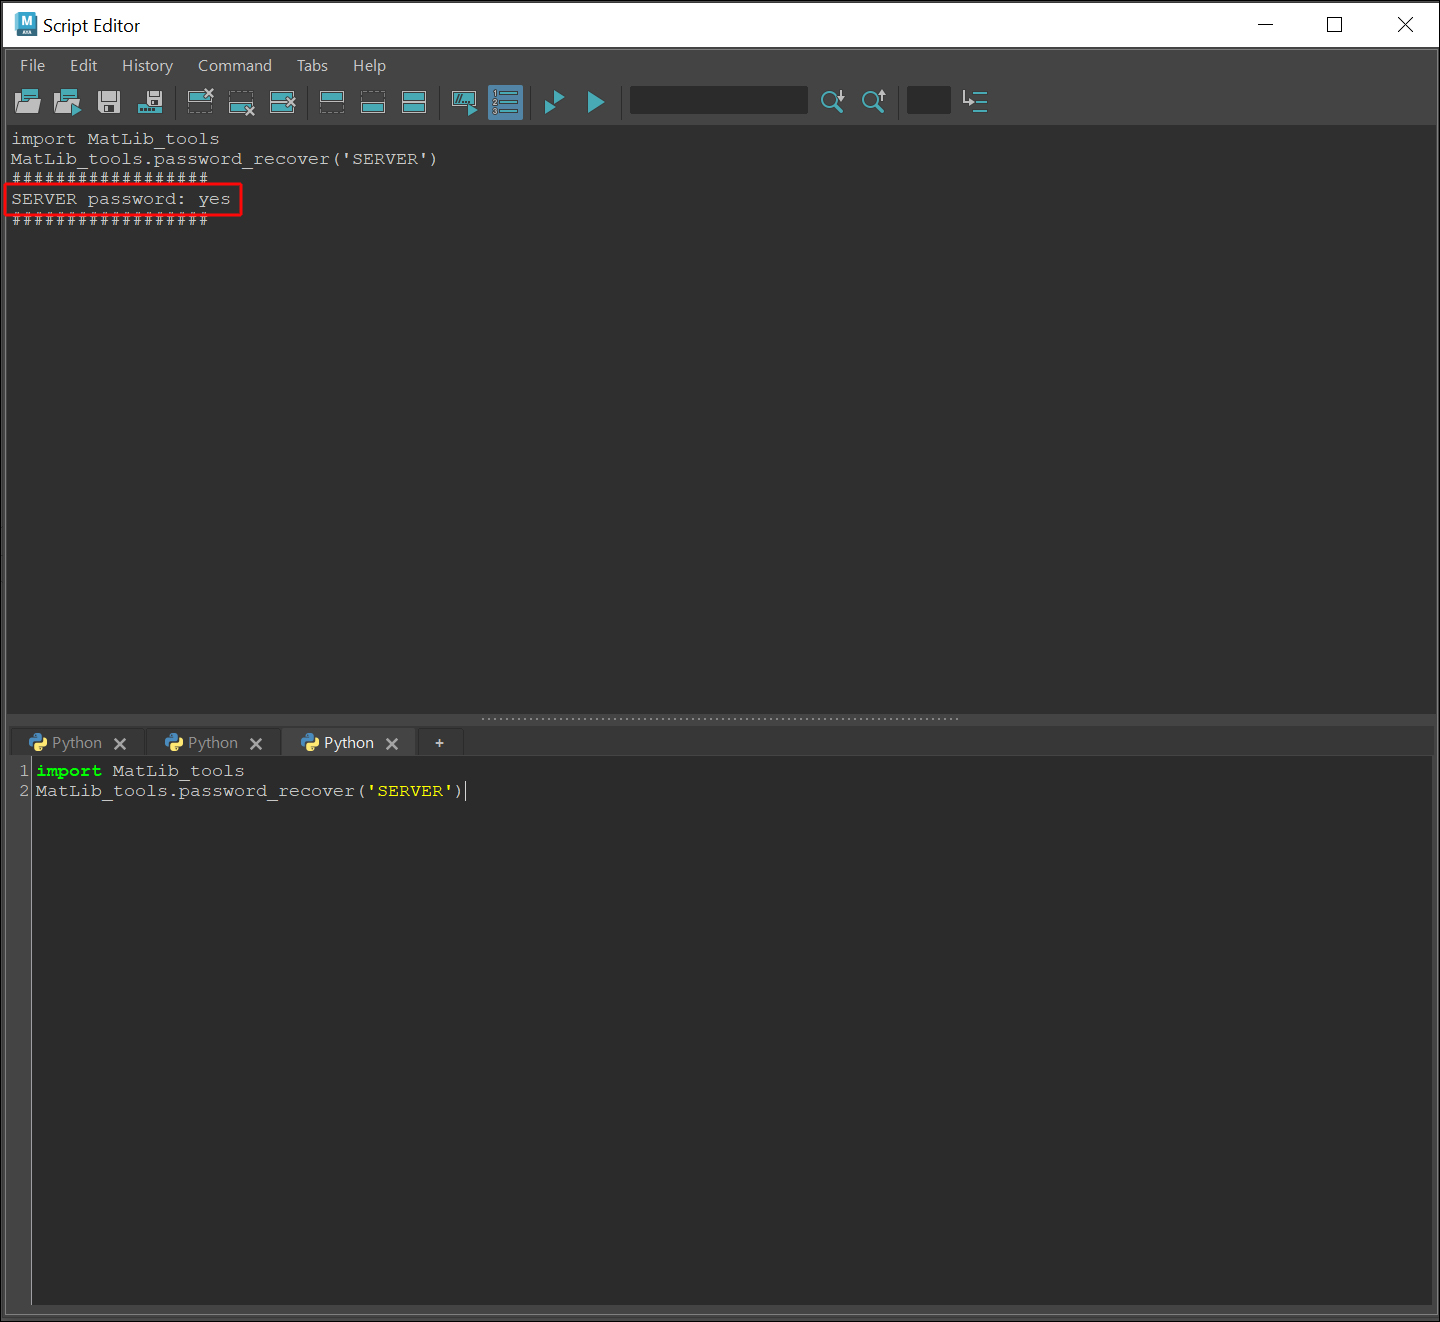 M
AYA
Script Editor
File Edit History Command Tabs Help
import MatLib_tools
MatLib_tools.password_recover('SERVER')
##################
SERVER password: yes
##################
Python Python Python +
1 import MatLib_tools
2 MatLib_tools.password_recover('SERVER')